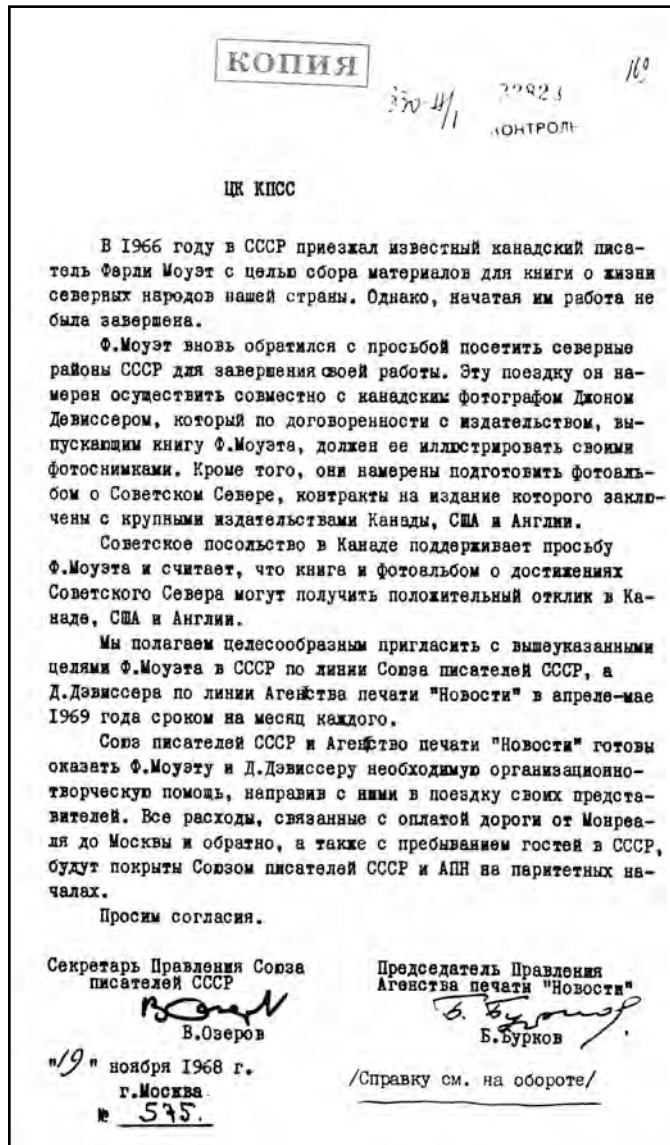 КОПИЯ
169
330-Ш/1 32823
КОНТРОЛЬ
ЦК КПСС
В 1966 году в СССР приезжал известный канадский писа-
тель Фарли Моуэт с целью сбора материалов для книги о жизни
северных народов нашей страны. Однако, начатая им работа не
была завершена.
Ф.Моуэт вновь обратился с просьбой посетить северные
районы СССР для завершения своей работы. Эту поездку он на-
мерен осуществить совместно с канадским фотографом Джоном
Девиссером, который по договоренности с издательством, вы-
пускающим книгу Ф.Моуэта, должен ее иллюстрировать своими
фотоснимками. Кроме того, они намерены подготовить фотоаль-
бом о Советском Севере, контракты на издание которого заклю-
чены с крупными издательствами Канады, США и Англии.
Советское посольство в Канаде поддерживает просьбу
Ф.Моуэта и считает, что книга и фотоальбом о достижениях
Советского Севера могут получить положительный отклик в Ка-
наде, США и Англии.
Мы полагаем целесообразным пригласить с вышеуказанными
целями Ф.Моуэта в СССР по линии Союза писателей СССР, а
Д.Дэвиссера по линии Агенства печати "Новости" в апреле-мае
1969 года сроком на месяц каждого.
Союз писателей СССР и Агенство печати "Новости" готовы
оказать Ф.Моуэту и Д.Дэвиссеру необходимую организационно-
творческую помощь, направив с ними в поездку своих предста-
вителей. Все расходы, связанные с оплатой дороги от Монреа-
ля до Москвы и обратно, а также с пребыванием гостей в СССР,
будут покрыты Союзом писателей СССР и АПН на паритетных на-
чалах.
Просим согласия.
Секретарь Правления Союза
писателей СССР
В.Озеров
Председатель Правления
Агенства печати "Новости"
Б.Бурков
"19" ноября 1968 г.
г.Москва
№ 575.
/Справку см. на обороте/